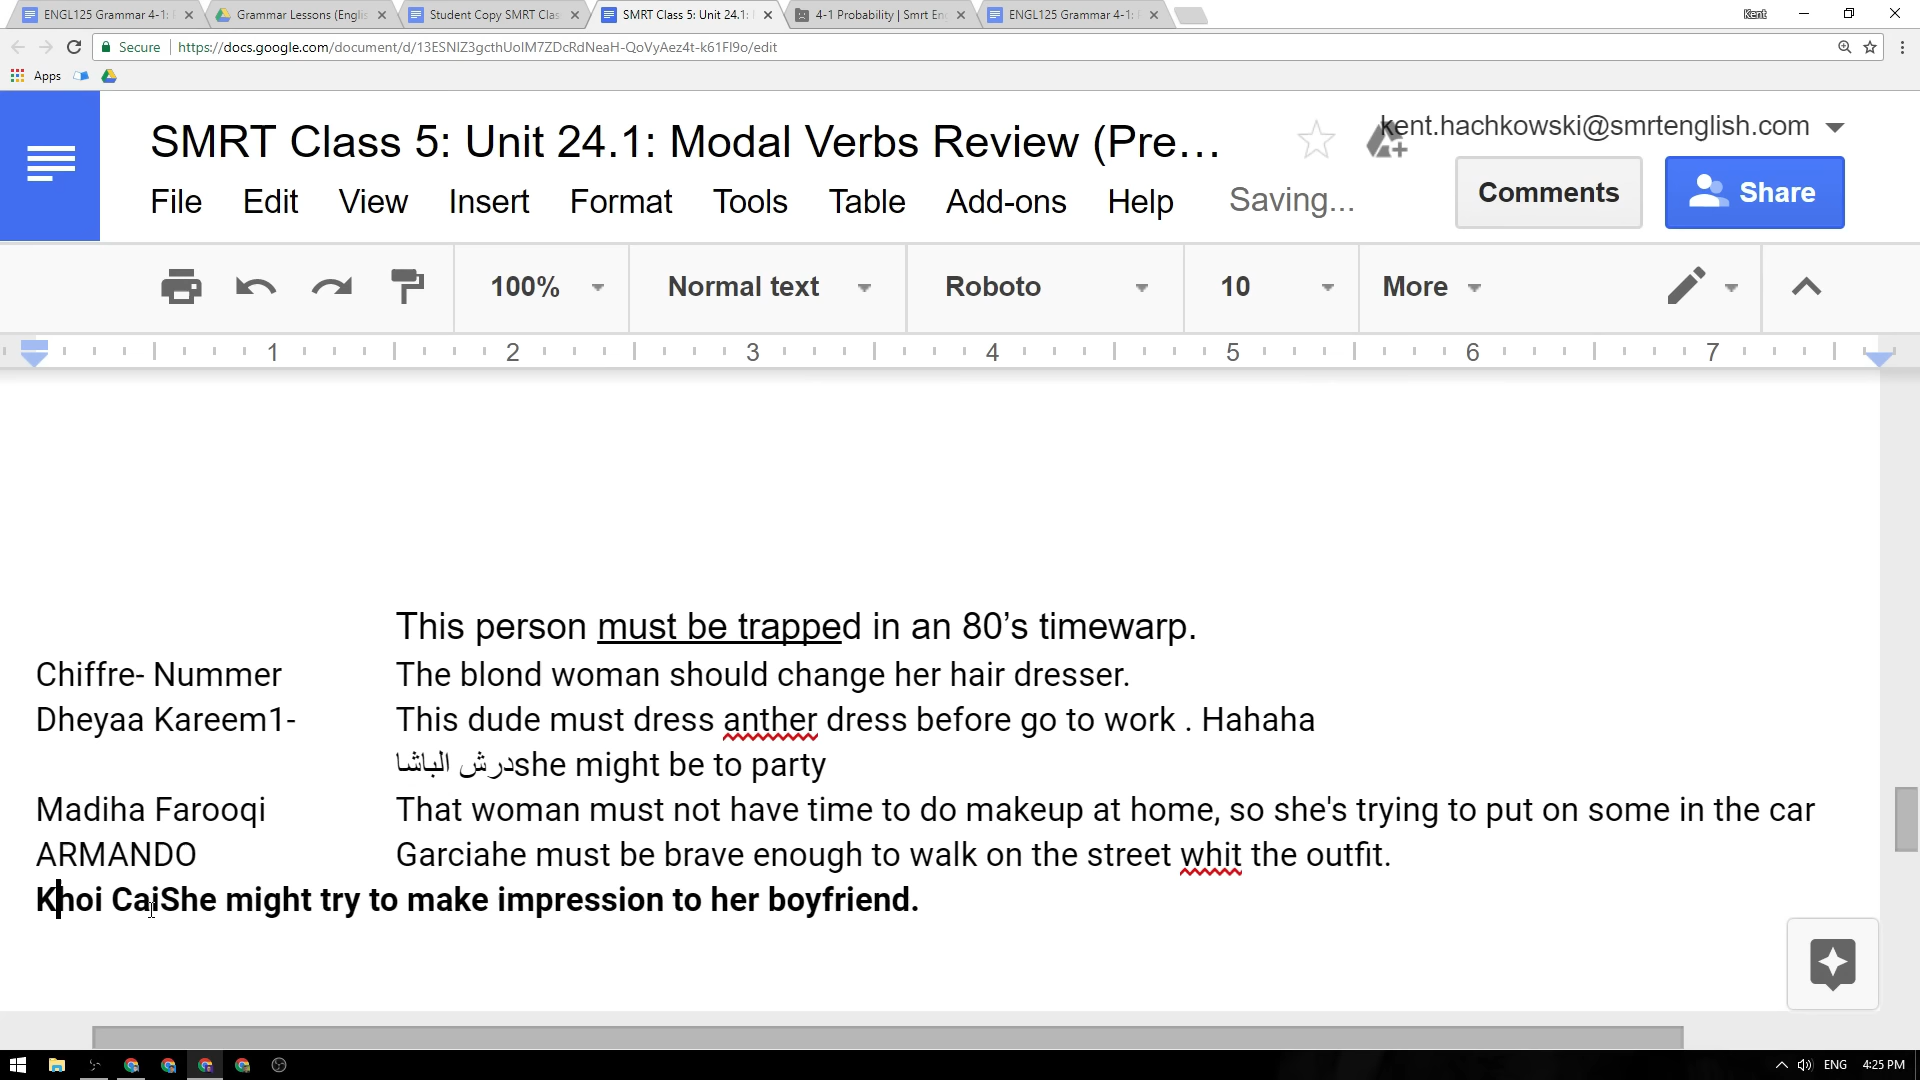 ENGL125 Grammar 4-1: Grammar Lessons (Englis Student Copy SMRT Clas SMRT Class 5: Unit 24.1: 4-1 Probability | Smrt En ENGL125 Grammar 4-1: Kent
Secure https://docs.google.com/document/d/13ESNIZ3gcthUolM7ZDcRdNeaH-QoVyAez4t-k61FI9o/edit
Apps
SMRT Class 5: Unit 24.1: Modal Verbs Review (Pre… kent.hachkowski@smrtenglish.com
File Edit View Insert Format Tools Table Add-ons Help Saving... Comments Share
100% Normal text Roboto 10 More
1 2 3 4 5 6 7
This person must be trapped in an 80’s timewarp.
Chiffre- Nummer The blond woman should change her hair dresser.
Dheyaa Kareem1- This dude must dress anther dress before go to work . Hahaha
درش الباشاshe might be to party
Madiha Farooqi That woman must not have time to do makeup at home, so she's trying to put on some in the car
ARMANDO Garciahe must be brave enough to walk on the street whit the outfit.
Khoi CaiShe might try to make impression to her boyfriend.
ENG 4:25 PM